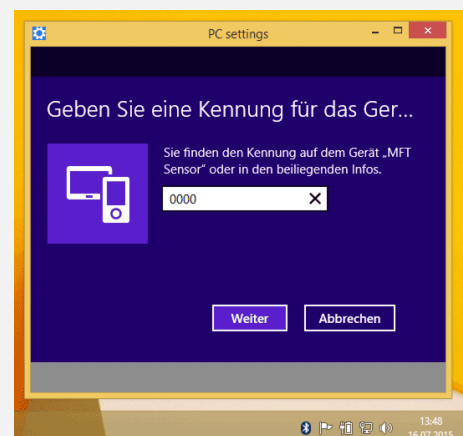 PC settings
Geben Sie eine Kennung für das Ger...
Sie finden den Kennung auf dem Gerät „MFT
Sensor" oder in den beiliegenden Infos.
0000
Weiter
Abbrechen
13:48
16.07.2015